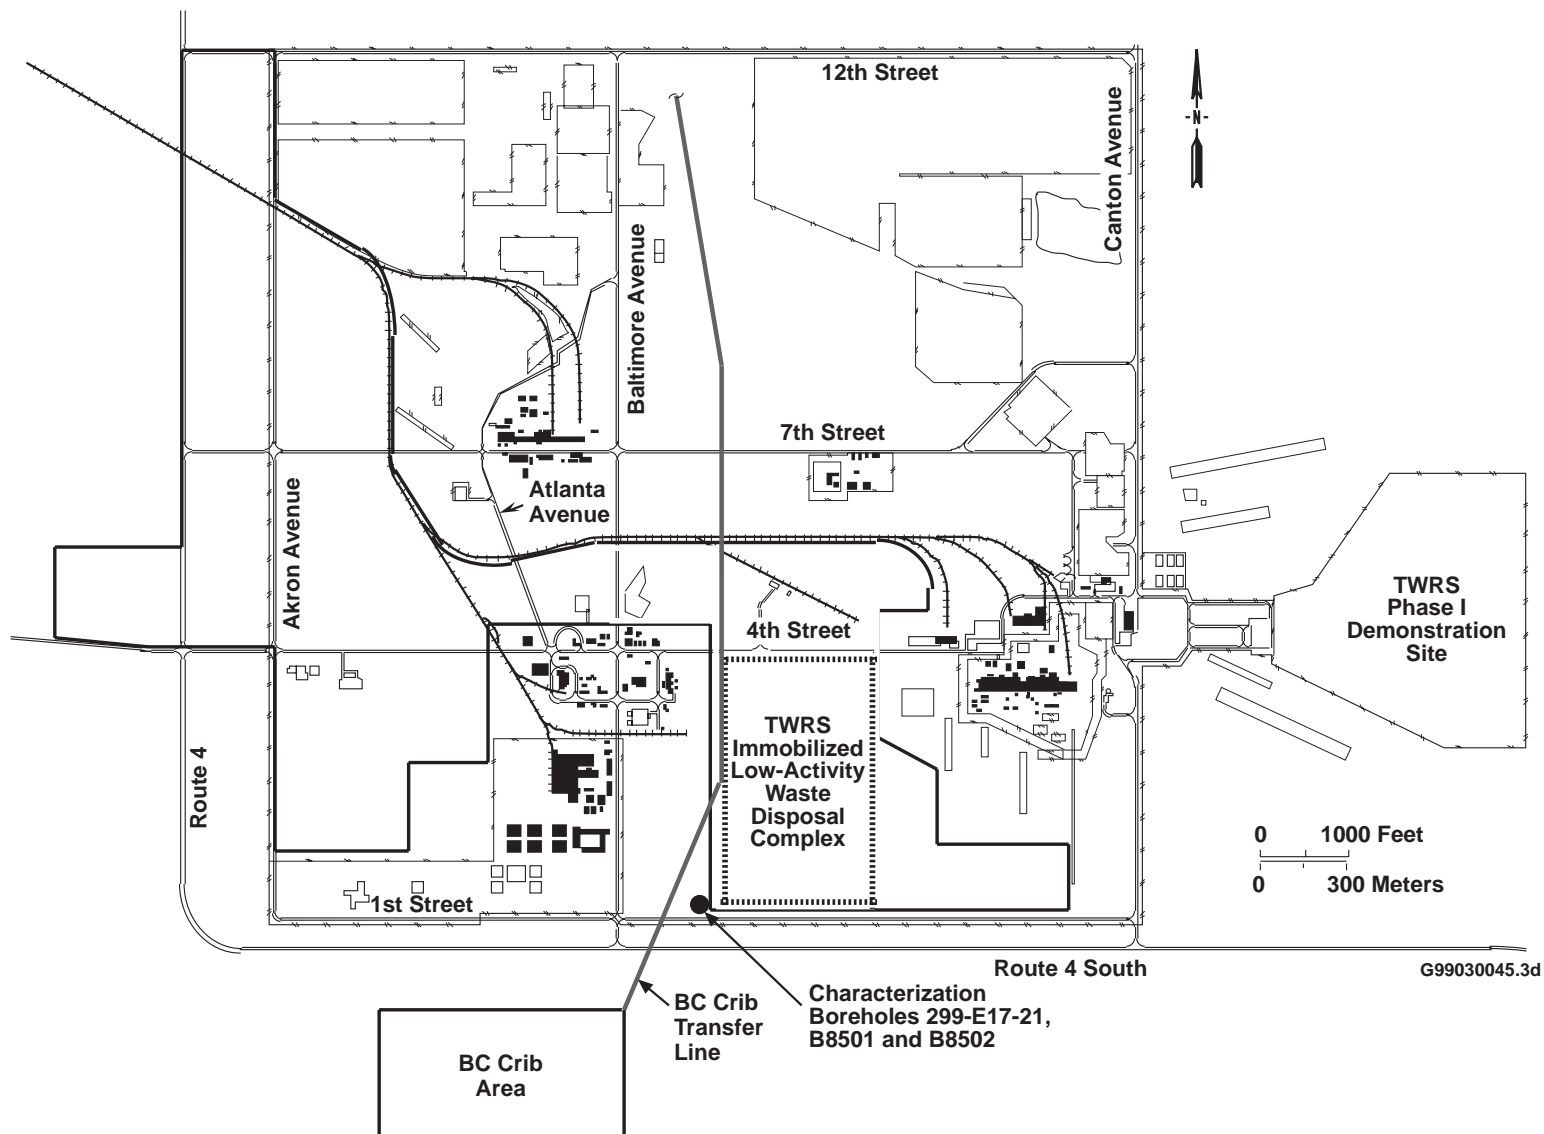 12th Street
Canton Avenue
-N-
Baltimore Avenue
7th Street
Atlanta
Avenue
Akron Avenue
4th Street
TWRS
Phase I
Demonstration
Site
TWRS
Immobilized
Low-Activity
Waste
Disposal
Complex
Route 4
0 1000 Feet
0 300 Meters
1st Street
Route 4 South
G99030045.3d
BC Crib
Transfer
Line
Characterization
Boreholes 299-E17-21,
B8501 and B8502
BC Crib
Area